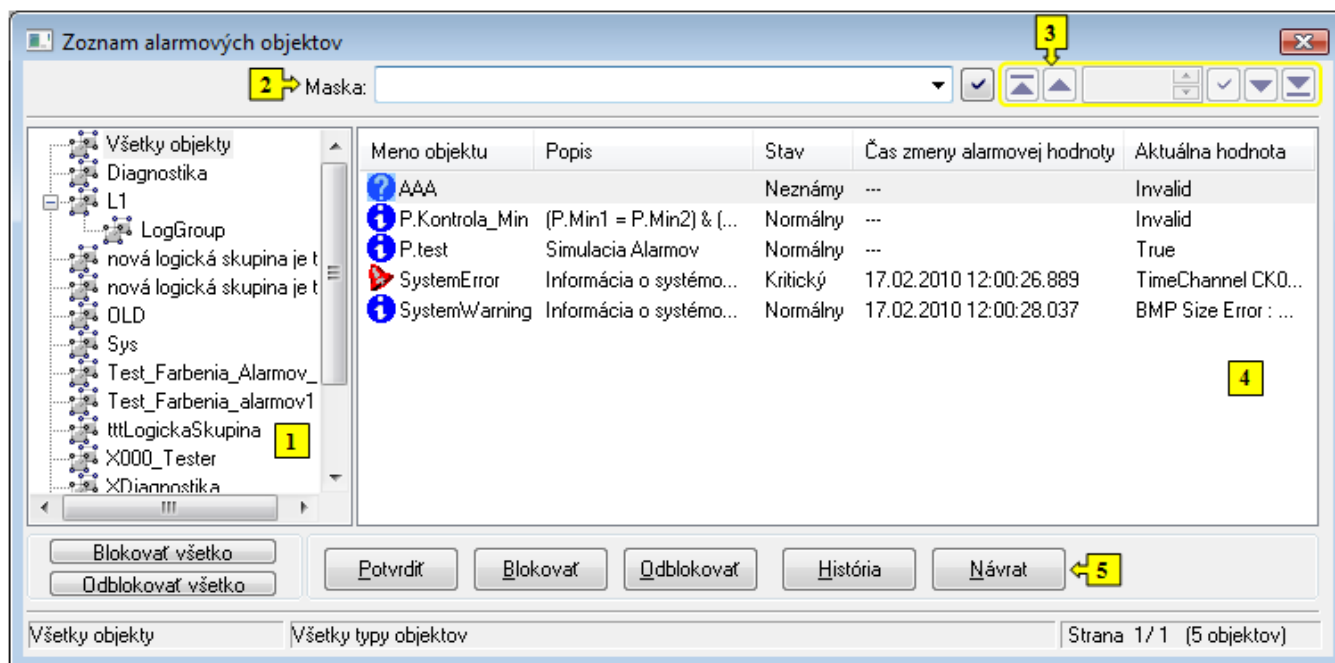 Zoznam alarmových objektov
3
2
Maska:
Všetky objekty
Diagnostika
L1
LogGroup
nová logická skupina je t
nová logická skupina je t
OLD
Sys
Test_Farbenia_Alarmov_
Test_Farbenia_alarmov1
tttLogickaSkupina
X000_Tester
XDiagnostika
1
Meno objektu Popis Stav Čas zmeny alarmovej hodnoty Aktuálna hodnota
AAA Neznámy --- Invalid
P.Kontrola_Min (P.Min1 = P.Min2) & (... Normálny --- Invalid
P.test Simulacia Alarmov Normálny --- True
SystemError Informácia o systémo... Kritický 17.02.2010 12:00:26.889 TimeChannel CK0...
SystemWarning Informácia o systémo... Normálny 17.02.2010 12:00:28.037 BMP Size Error : ...
4
Blokovať všetko
Odblokovať všetko
Potvrdiť Blokovať Odblokovať História Návrat
5
Všetky objekty Všetky typy objektov Strana 1/ 1 (5 objektov)